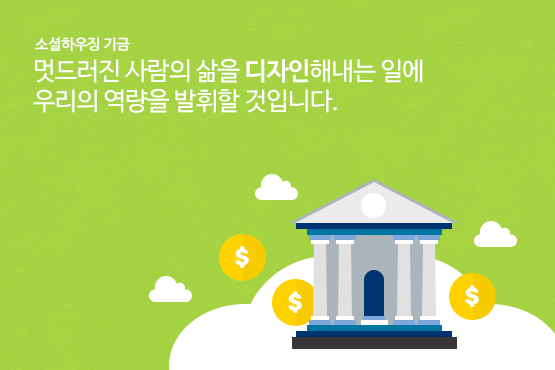 소셜하우징 기금
멋드러진 사람의 삶을 디자인해내는 일에
우리의 역량을 발휘할 것입니다.
$
$
$